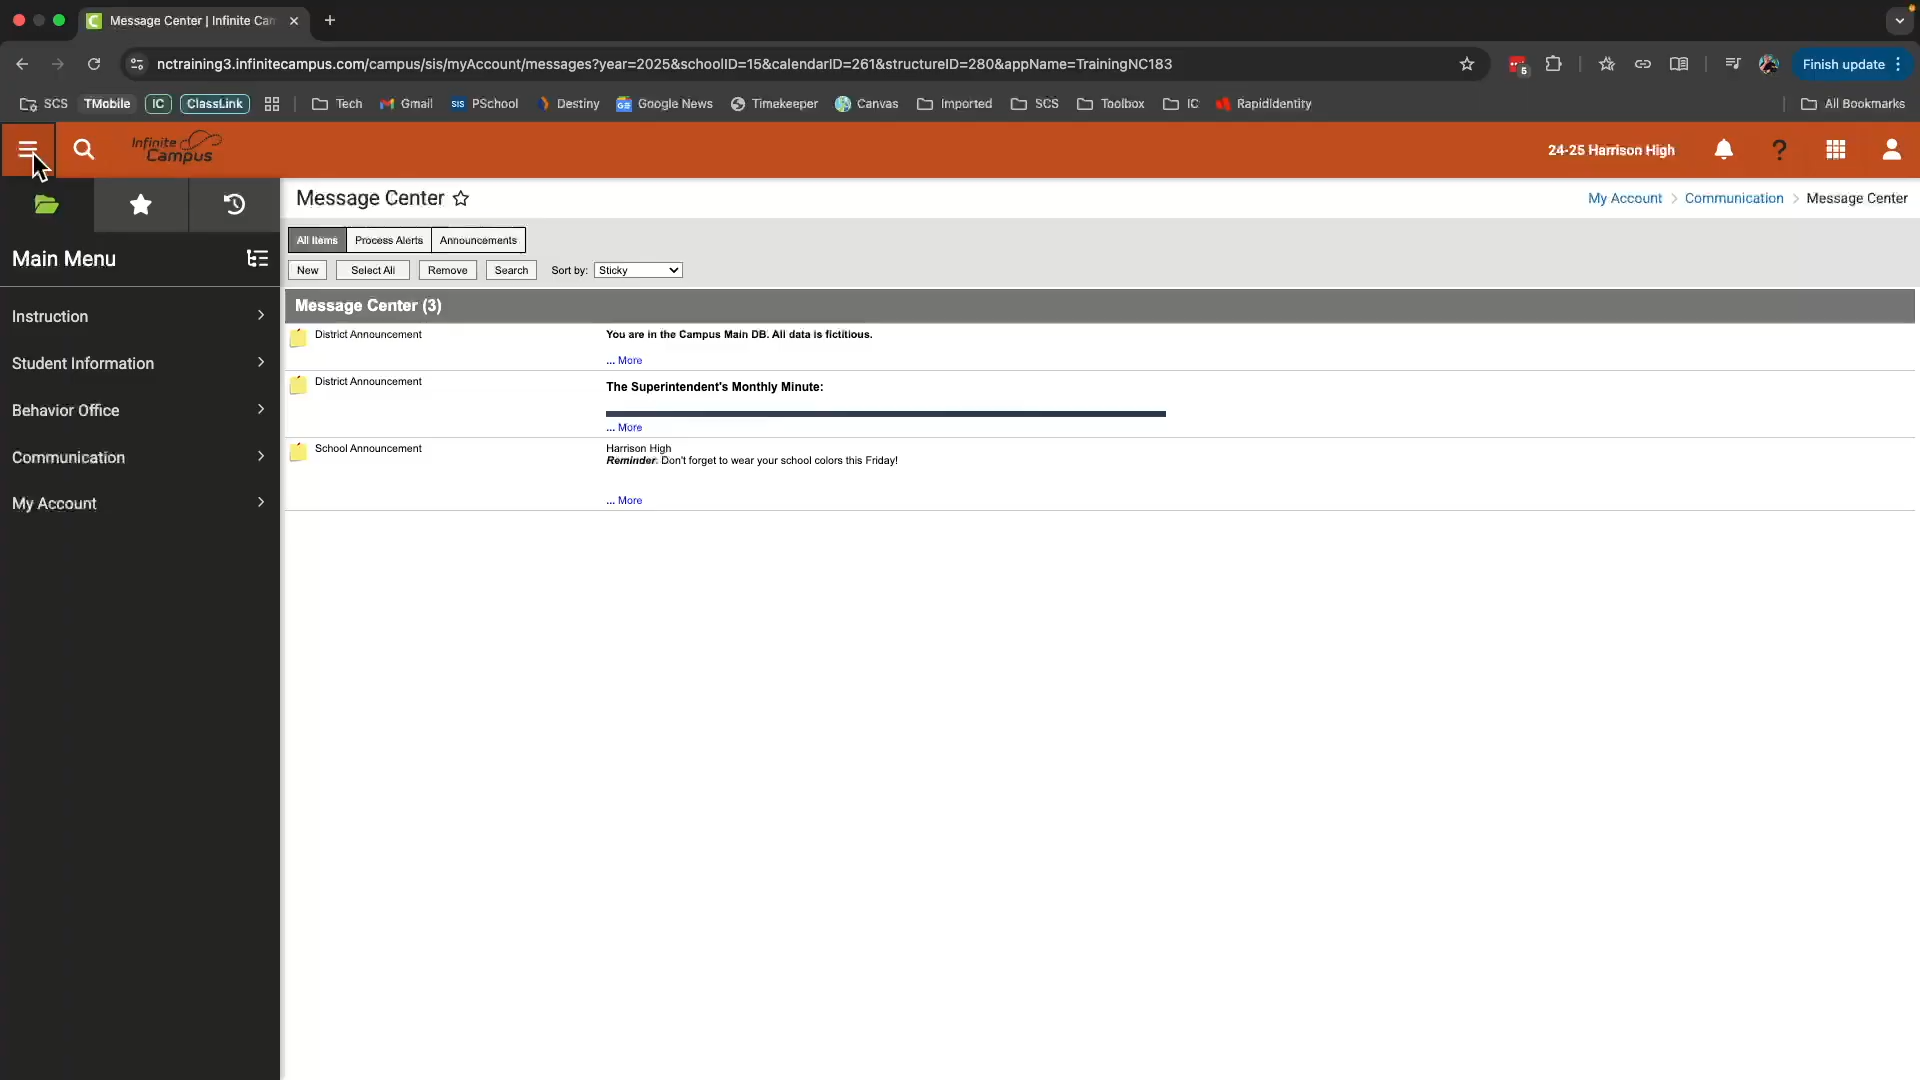 Message Center | Infinite Cam
nctraining3.infinitecampus.com/campus/sis/myAccount/messages?year=2025&schoolID=15&calendarID=261&structureID=280&appName=TrainingNC183
5
Finish update
SCS
TMobile
IC
ClassLink
Tech
Gmail
SIS PSchool
Destiny
Google News
Timekeeper
Canvas
Imported
SCS
Toolbox
IC
RapidIdentity
All Bookmarks
Infinite
Campus
24-25 Harrison High
Message Center
My Account > Communication > Message Center
Main Menu
Instruction
Student Information
Behavior Office
Communication
My Account
All Items
Process Alerts
Announcements
New
Select All
Remove
Search
Sort by:
Sticky
Message Center (3)
District Announcement
You are in the Campus Main DB. All data is fictitious.
... More
District Announcement
The Superintendent's Monthly Minute:
... More
School Announcement
Harrison High
Reminder: Don't forget to wear your school colors this Friday!
... More